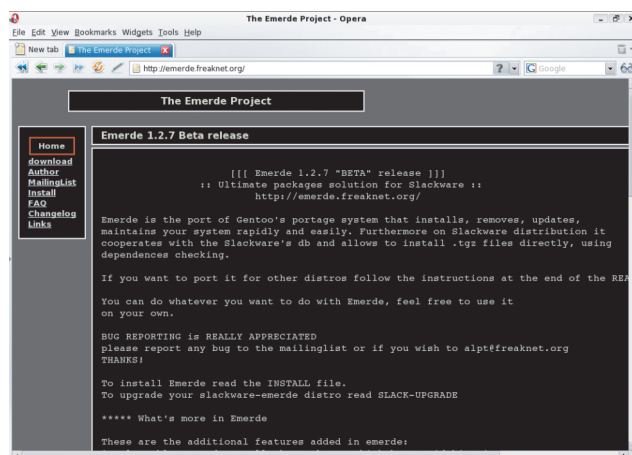 The Emerde Project - Opera
File Edit View Bookmarks Widgets Tools Help
New tab The Emerde Project
http://emerde.freaknet.org/ ? Google
The Emerde Project
Home
download
Author
MailingList
Install
FAQ
Changelog
Links
Emerde 1.2.7 Beta release
[[[ Emerde 1.2.7 "BETA" release ]]]
:: Ultimate packages solution for Slackware ::
http://emerde.freaknet.org/
Emerde is the port of Gentoo's portage system that installs, removes, updates,
maintains your system rapidly and easily. Furthermore on Slackware distribution it
cooperates with the Slackware's db and allows to install .tgz files directly, using
dependences checking.
If you want to port it for other distros follow the instructions at the end of the REA
You can do whatever you want to do with Emerde, feel free to use it
on your own.
BUG REPORTING is REALLY APPRECIATED
please report any bug to the mailinglist or if you wish to alpt@freaknet.org
THANKS!
To install Emerde read the INSTALL file.
To upgrade your slackware-emerde distro read SLACK-UPGRADE
***** What's more in Emerde
These are the additional features added in emerde: